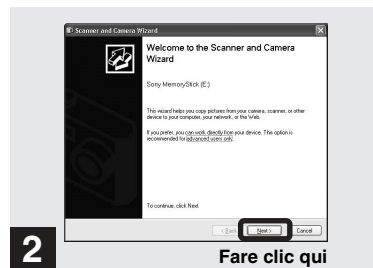 Scanner and Camera Wizard
Welcome to the Scanner and Camera
Wizard
Sony MemoryStick (E:)
This wizard helps you copy pictures from your camera, scanner, or other
device to your computer, your network, or the Web.
If you prefer, you can work directly from your device. This option is
recommended for advanced users only.
To continue, click Next.
< Back Next > Cancel
2
Fare clic qui